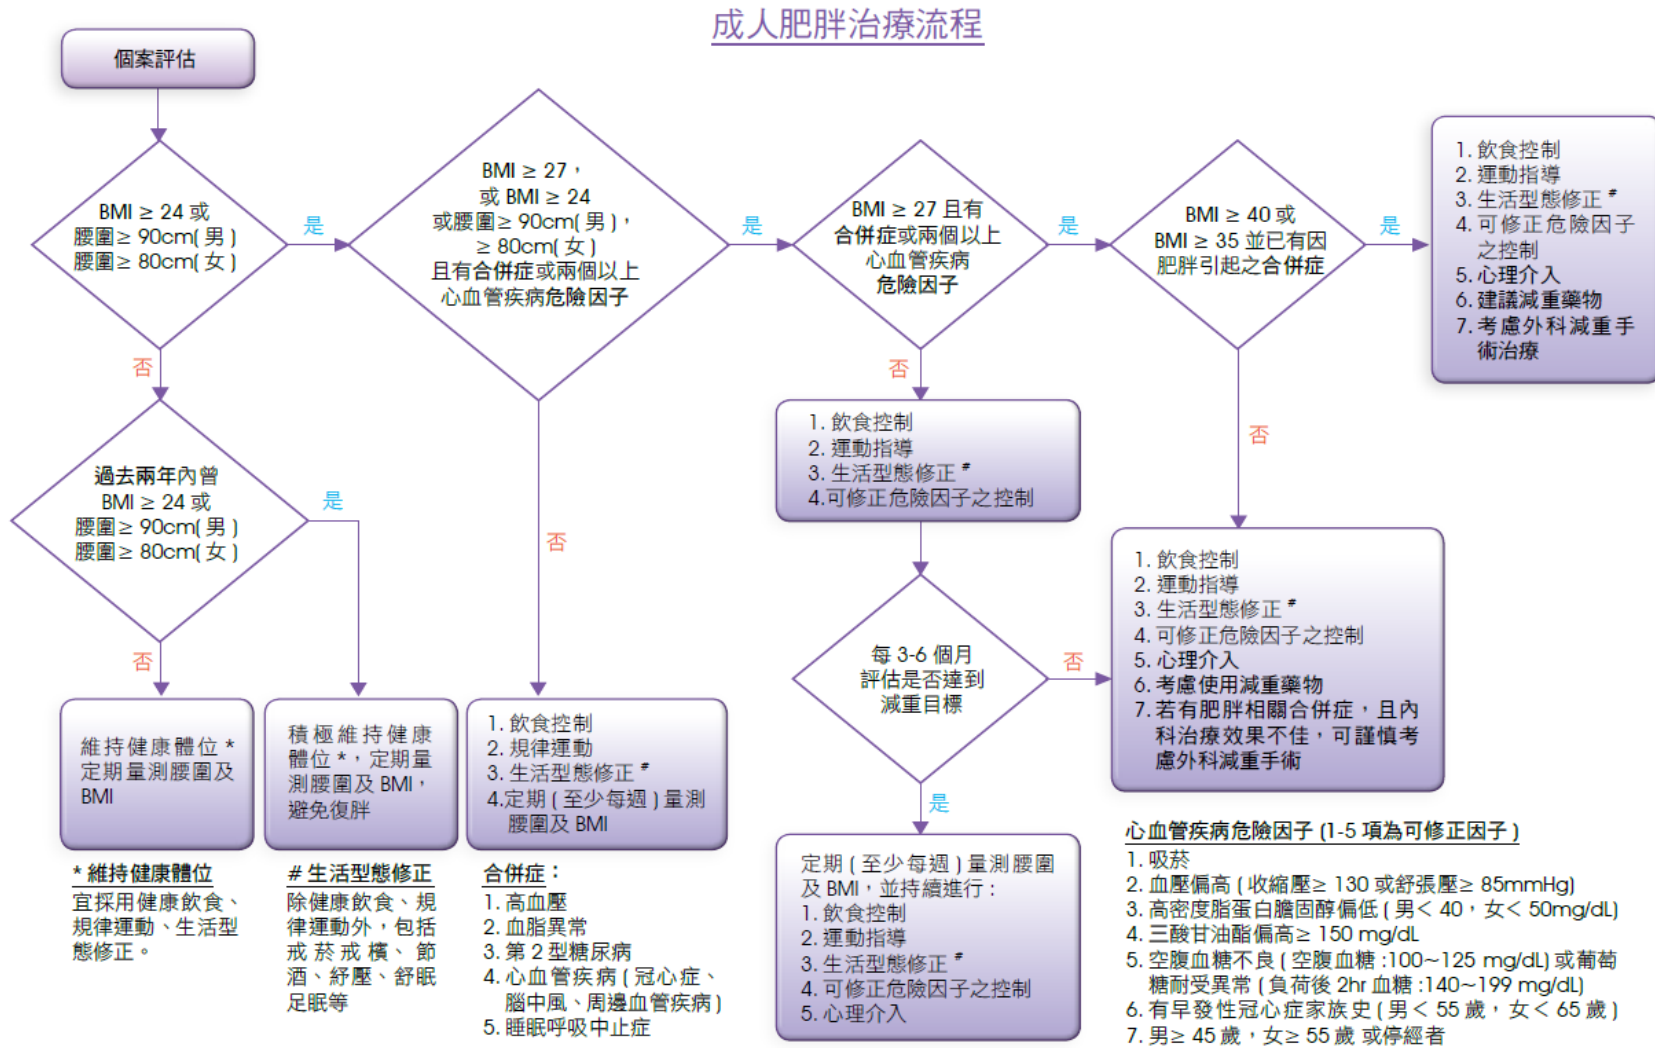 成人肥胖治療流程
個案評估
BMI ≥ 24 或
腰圍≥ 90cm( 男 )
腰圍≥ 80cm( 女 )
是
否
BMI ≥ 27，
或 BMI ≥ 24
或腰圍≥ 90cm( 男 )，
≥ 80cm( 女 )
且有合併症或兩個以上
心血管疾病危險因子
是
否
BMI ≥ 27 且有
合併症或兩個以上
心血管疾病
危險因子
是
否
BMI ≥ 40 或
BMI ≥ 35 並已有因
肥胖引起之合併症
是
否
1. 飲食控制
2. 運動指導
3. 生活型態修正 #
4. 可修正危險因子
之控制
5. 心理介入
6. 建議減重藥物
7. 考慮外科減重手
術治療
過去兩年內曾
BMI ≥ 24 或
腰圍≥ 90cm( 男 )
腰圍≥ 80cm( 女 )
是
否
1. 飲食控制
2. 運動指導
3. 生活型態修正 #
4.可修正危險因子之控制
每 3-6 個月
評估是否達到
減重目標
否
是
1. 飲食控制
2. 運動指導
3. 生活型態修正 #
4. 可修正危險因子之控制
5. 心理介入
6. 考慮使用減重藥物
7. 若有肥胖相關合併症，且內
科治療效果不佳，可謹慎考
慮外科減重手術
維持健康體位 *
定期量測腰圍及
BMI
積極維持健康
體位 *，定期量
測腰圍及 BMI，
避免復胖
1. 飲食控制
2. 規律運動
3. 生活型態修正 #
4.定期 ( 至少每週 ) 量測
腰圍及 BMI
定期 ( 至少每週 ) 量測腰圍
及 BMI，並持續進行 :
1. 飲食控制
2. 運動指導
3. 生活型態修正 #
4. 可修正危險因子之控制
5. 心理介入
* 維持健康體位
宜採用健康飲食、
規律運動、生活型
態修正。
# 生活型態修正
除健康飲食、規
律運動外，包括
戒菸戒檳、節
酒、紓壓、舒眠
足眠等
合併症：
1. 高血壓
2. 血脂異常
3. 第 2 型糖尿病
4. 心血管疾病 ( 冠心症、
腦中風、周邊血管疾病 )
5. 睡眠呼吸中止症
心血管疾病危險因子 (1-5 項為可修正因子 )
1. 吸菸
2. 血壓偏高 ( 收縮壓≥ 130 或舒張壓≥ 85mmHg)
3. 高密度脂蛋白膽固醇偏低 ( 男＜ 40，女＜ 50mg/dL)
4. 三酸甘油酯偏高≥ 150 mg/dL
5. 空腹血糖不良 ( 空腹血糖 :100~125 mg/dL) 或葡萄
糖耐受異常 ( 負荷後 2hr 血糖 :140~199 mg/dL)
6. 有早發性冠心症家族史 ( 男＜ 55 歲，女＜ 65 歲 )
7. 男≥ 45 歲，女≥ 55 歲 或停經者